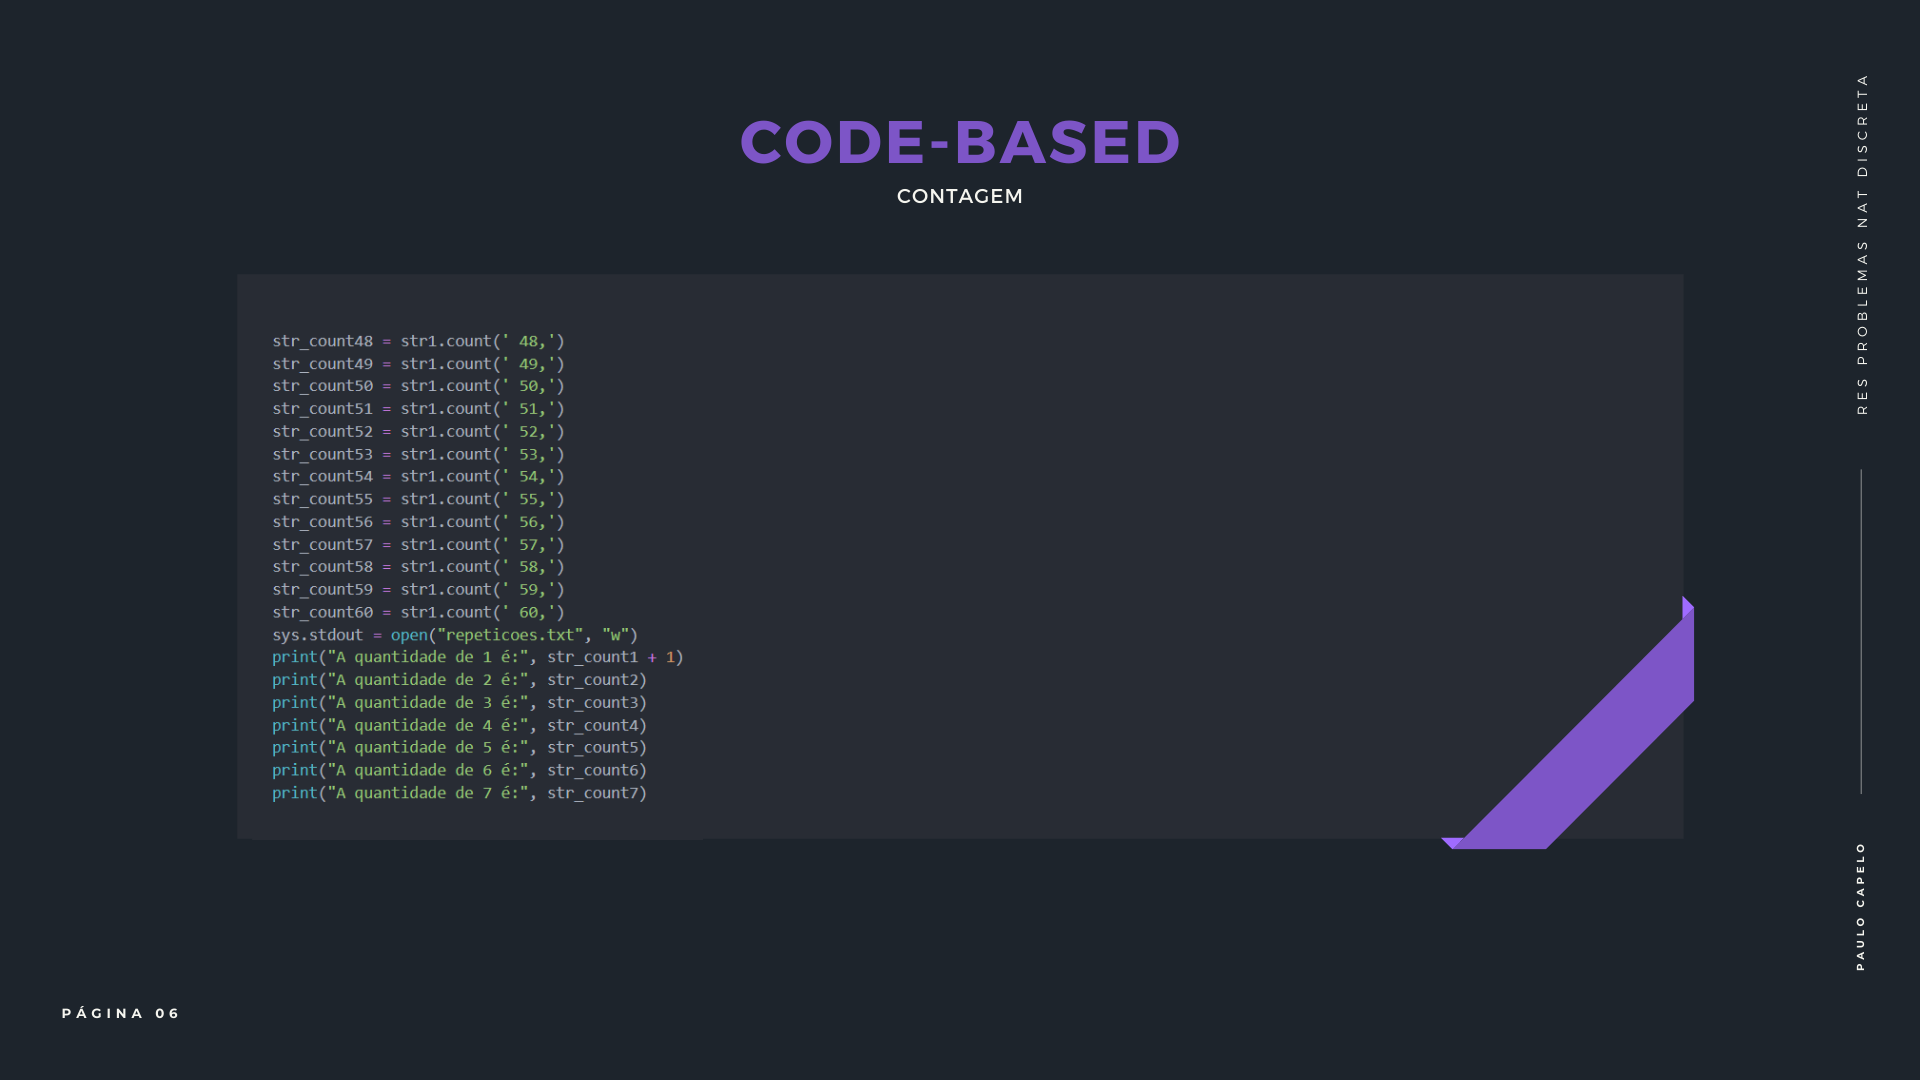 CODE-BASED
CONTAGEM
str_count48 = str1.count(' 48,')
str_count49 = str1.count(' 49,')
str_count50 = str1.count(' 50,')
str_count51 = str1.count(' 51,')
str_count52 = str1.count(' 52,')
str_count53 = str1.count(' 53,')
str_count54 = str1.count(' 54,')
str_count55 = str1.count(' 55,')
str_count56 = str1.count(' 56,')
str_count57 = str1.count(' 57,')
str_count58 = str1.count(' 58,')
str_count59 = str1.count(' 59,')
str_count60 = str1.count(' 60,')
sys.stdout = open("repeticoes.txt", "w")
print("A quantidade de 1 é:", str_count1 + 1)
print("A quantidade de 2 é:", str_count2)
print("A quantidade de 3 é:", str_count3)
print("A quantidade de 4 é:", str_count4)
print("A quantidade de 5 é:", str_count5)
print("A quantidade de 6 é:", str_count6)
print("A quantidade de 7 é:", str_count7)
RES PROBLEMAS NAT DISCRETA
PAULO CAPELO
PÁGINA 06